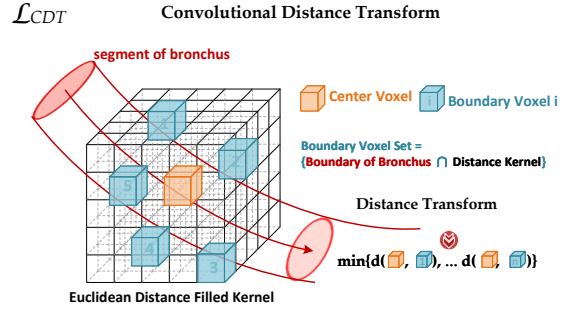 ℒCDT Convolutional Distance Transform
segment of bronchus
Center Voxel
i Boundary Voxel i
Boundary Voxel Set =
{Boundary of Bronchus ∩ Distance Kernel}
5
4
3
Distance Transform
min{d( , 1), ... d( , n)}
Euclidean Distance Filled Kernel